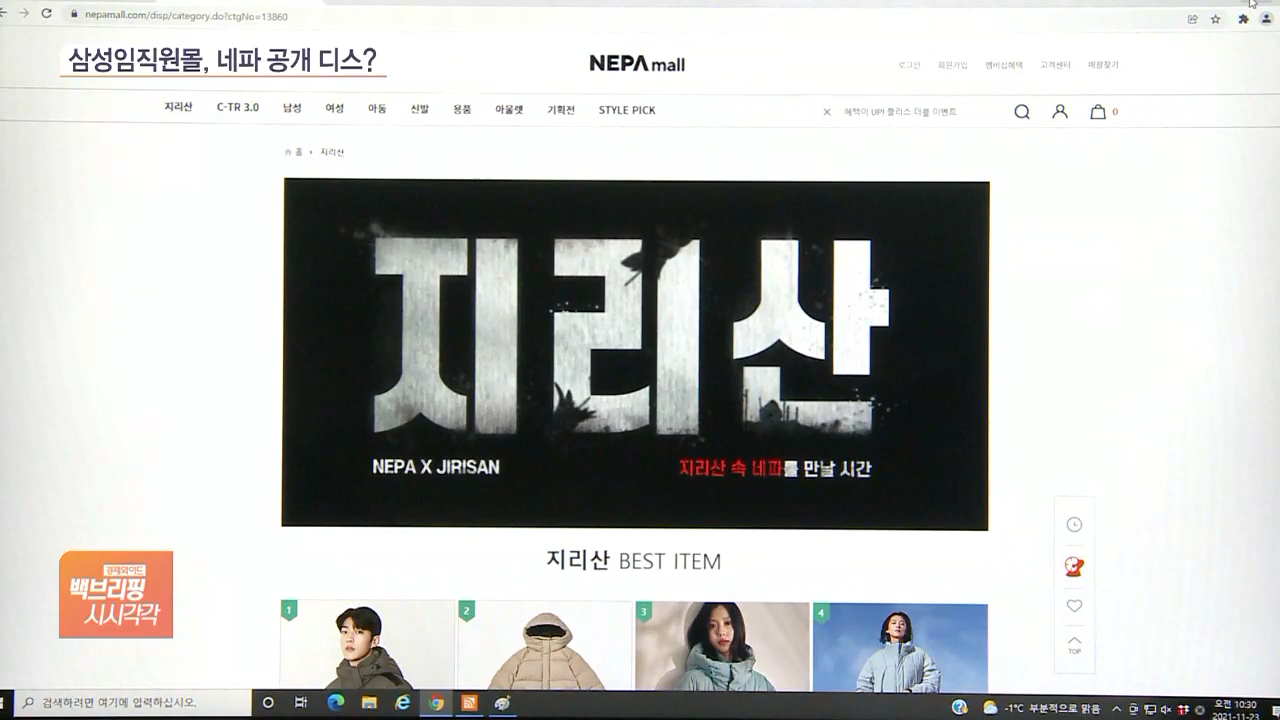 nepamall.com/disp/category.do?ctgNo=13860
삼성임직원몰, 네파 공개 디스?
NEPA mall
로그인 회원가입 멤버십혜택 고객센터 매장찾기
지리산 C-TR 3.0 남성 여성 아동 신발 용품 아울렛 기획전 STYLE PICK
혜택이 UP! 플러스 더블 이벤트
0
홈 지리산
지리산
NEPA X JIRISAN
지리산 속 네파를 만날 시간
지리산 BEST ITEM
1 2 3 4
TOP
경제와이드
백브리핑
시시각각
검색하려면 여기에 입력하십시오.
-1°C 부분적으로 맑음
오전 10:30
2021-11-23